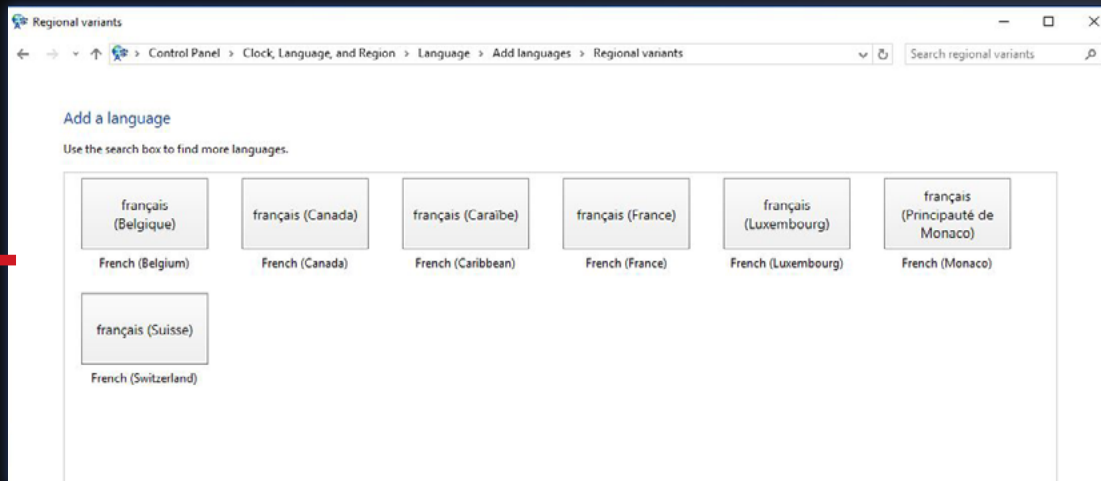 Regional variants
Control Panel > Clock, Language, and Region > Language > Add languages > Regional variants
Search regional variants
Add a language
Use the search box to find more languages.
français
(Belgique)
French (Belgium)
français (Canada)
French (Canada)
français (Caraïbe)
French (Caribbean)
français (France)
French (France)
français
(Luxembourg)
French (Luxembourg)
français
(Principauté de
Monaco)
French (Monaco)
français (Suisse)
French (Switzerland)